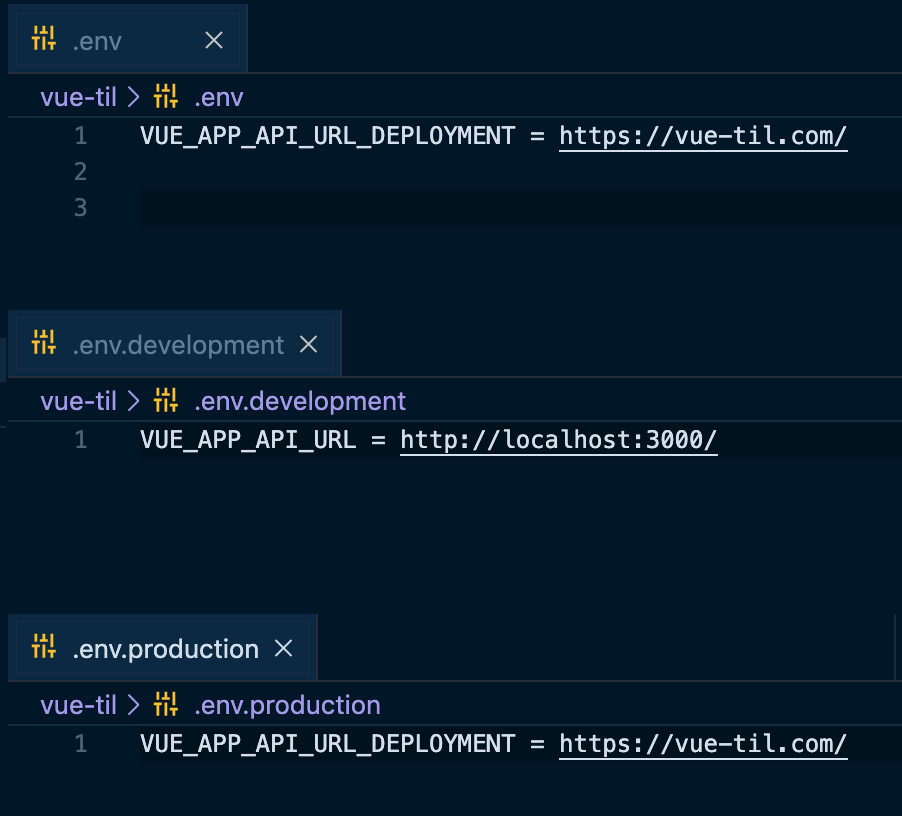 .env
vue-til > .env
1 VUE_APP_API_URL_DEPLOYMENT = https://vue-til.com/
2
3
.env.development
vue-til > .env.development
1 VUE_APP_API_URL = http://localhost:3000/
.env.production
vue-til > .env.production
1 VUE_APP_API_URL_DEPLOYMENT = https://vue-til.com/